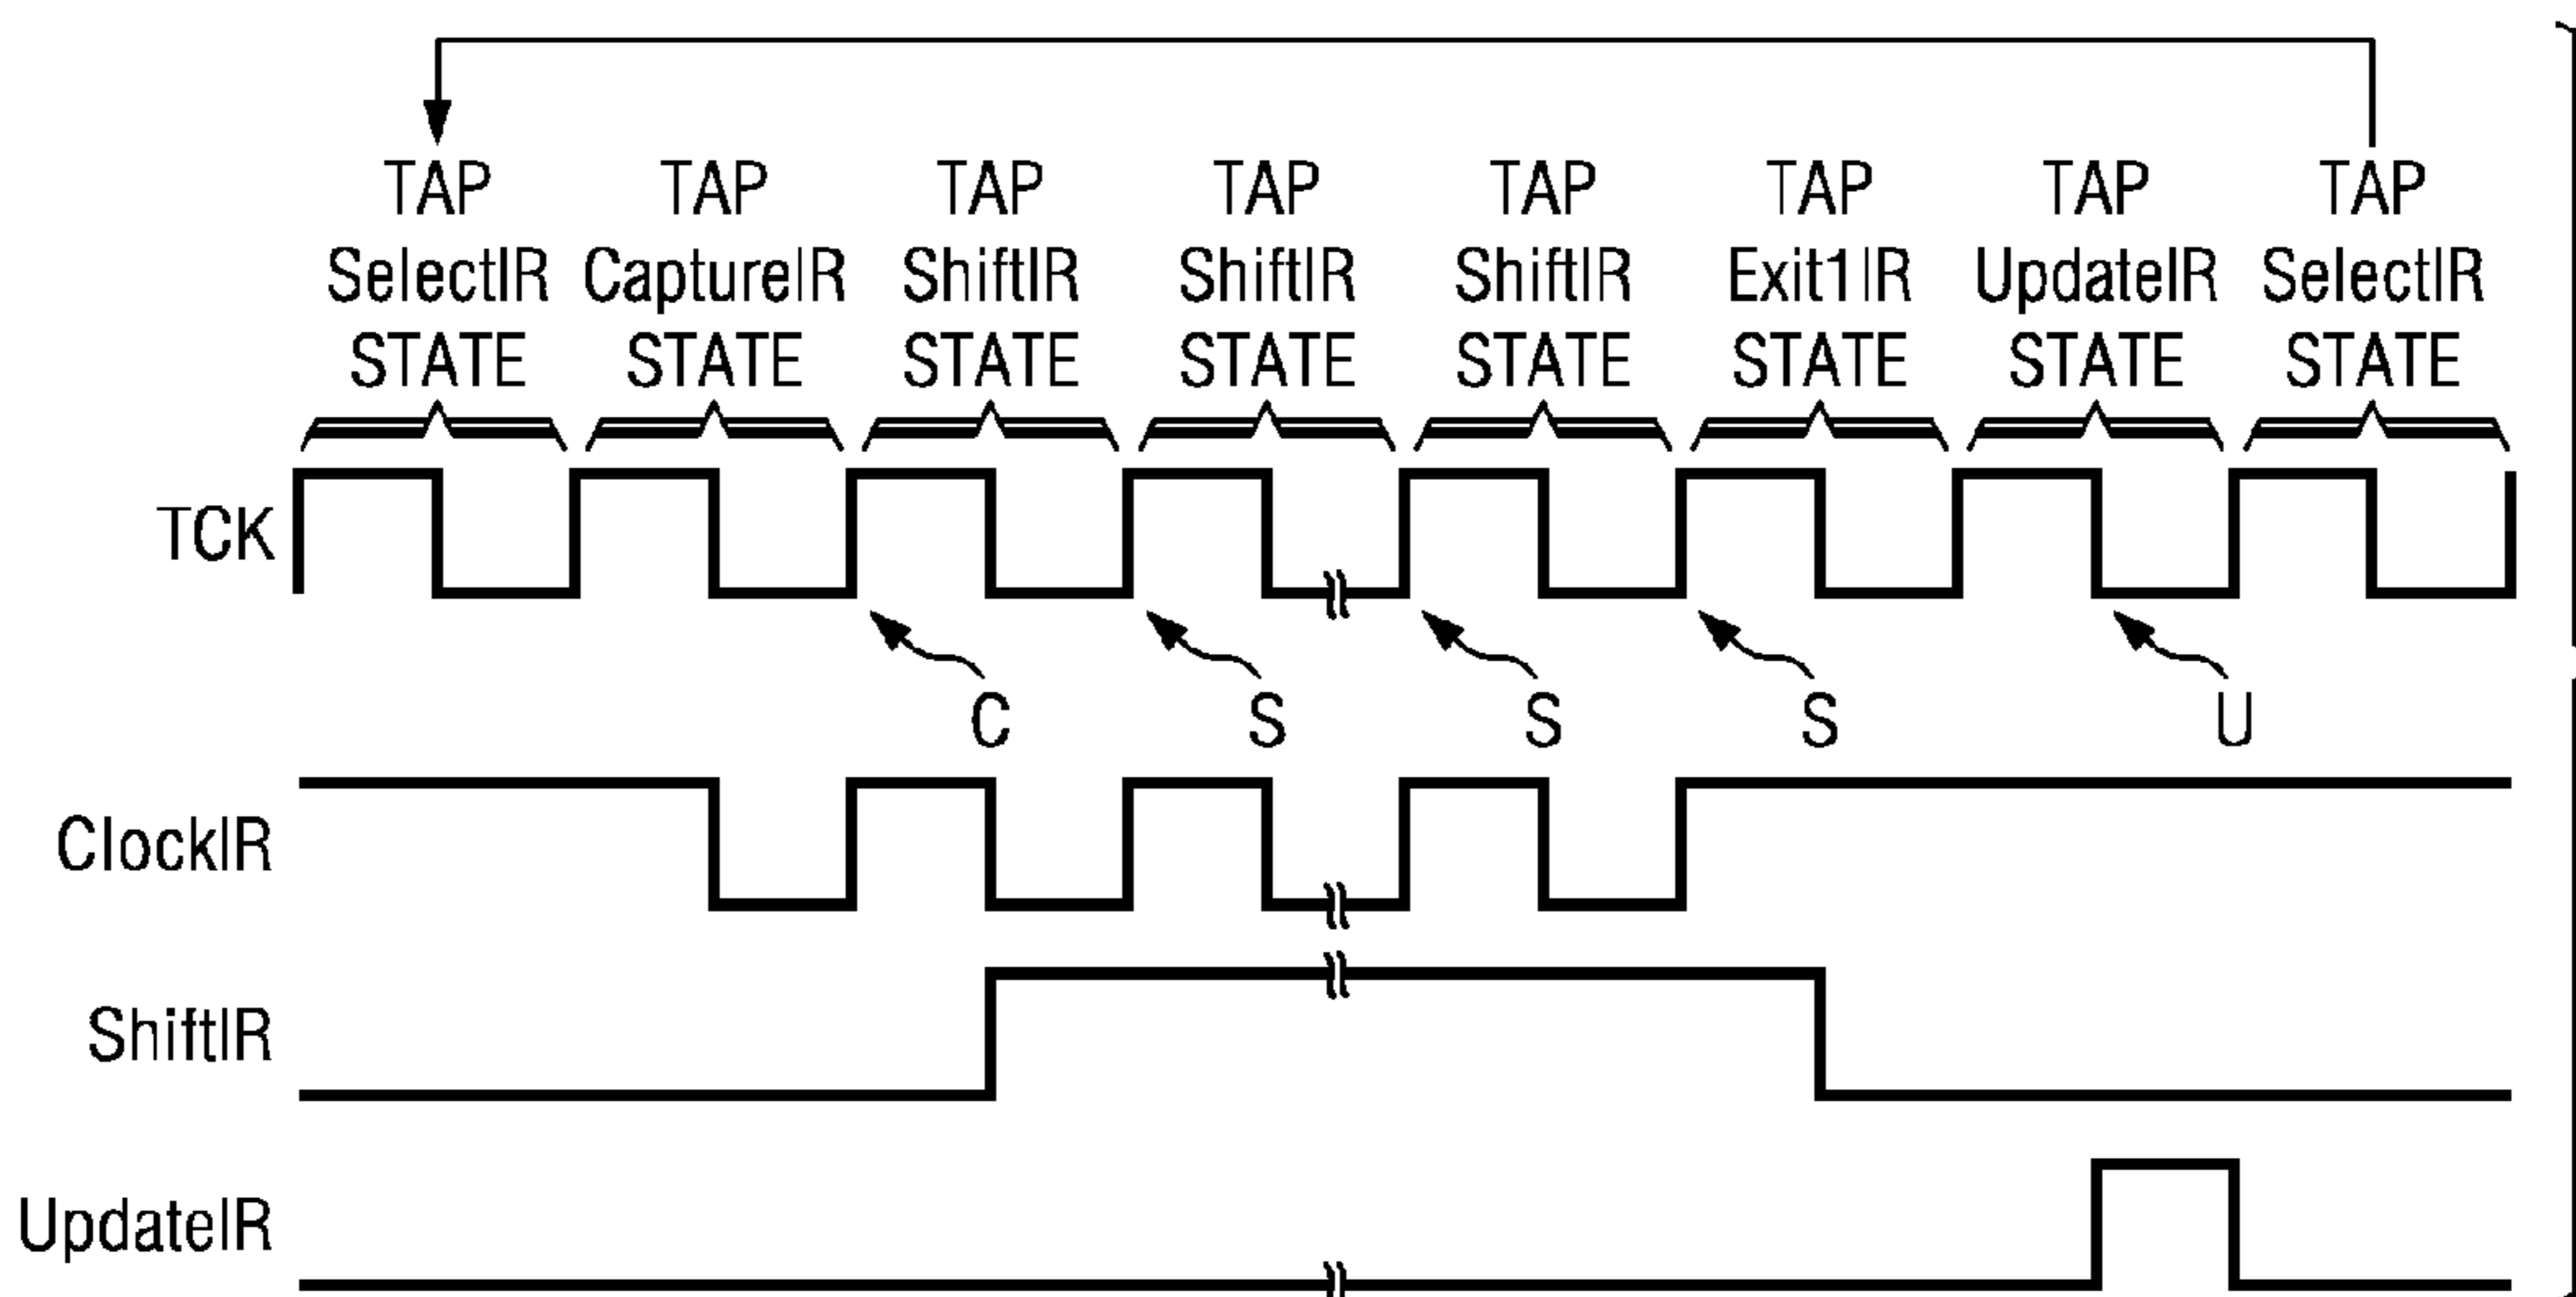 TAP TAP TAP TAP TAP TAP TAP TAP
SelectIR CaptureIR ShiftIR ShiftIR ShiftIR Exit1IR UpdateIR SelectIR
STATE STATE STATE STATE STATE STATE STATE STATE
TCK
C S S S U
ClockIR
ShiftIR
UpdateIR